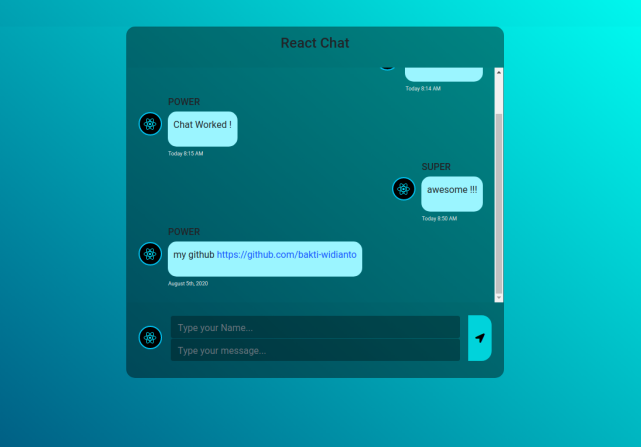 React Chat
Today 8:14 AM
POWER
Chat Worked !
Today 8:15 AM
SUPER
awesome !!!
Today 8:50 AM
POWER
my github https://github.com/bakti-widianto
August 5th, 2020
Type your Name...
Type your message...